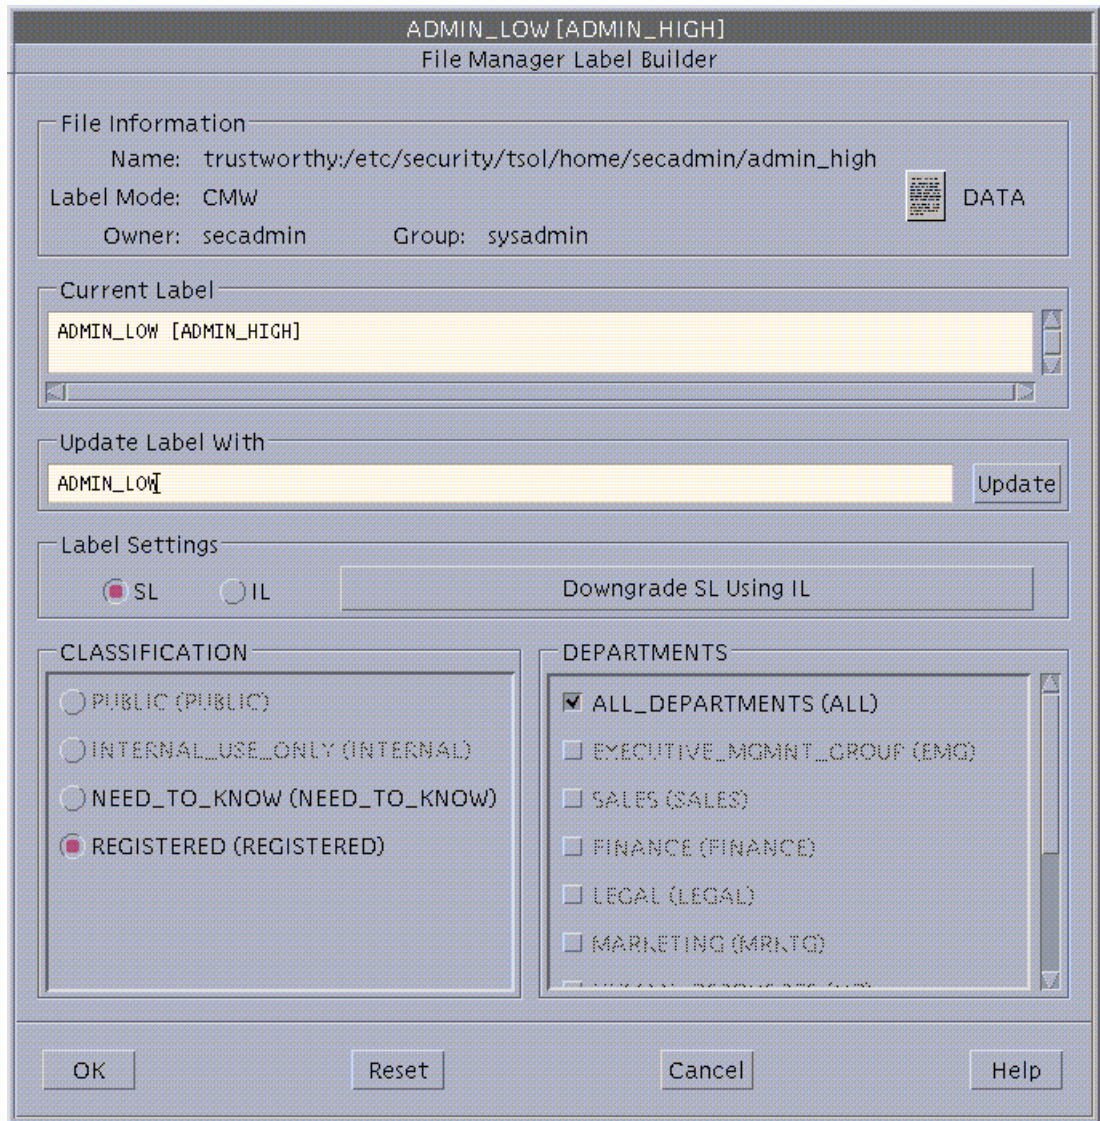 ADMIN_LOW [ADMIN_HIGH]
File Manager Label Builder
File Information
Name: trustworthy:/etc/security/tsol/home/secadmin/admin_high
Label Mode: CMW
DATA
Owner: secadmin Group: sysadmin
Current Label
ADMIN_LOW [ADMIN_HIGH]
Update Label With
ADMIN_LOW
Update
Label Settings
SL IL Downgrade SL Using IL
CLASSIFICATION
PUBLIC (PUBLIC)
INTERNAL_USE_ONLY (INTERNAL)
NEED_TO_KNOW (NEED_TO_KNOW)
REGISTERED (REGISTERED)
DEPARTMENTS
ALL_DEPARTMENTS (ALL)
EXECUTIVE_MGMNT_GROUP (EMG)
SALES (SALES)
FINANCE (FINANCE)
LEGAL (LEGAL)
MARKETING (MRKTG)
OK Reset Cancel Help